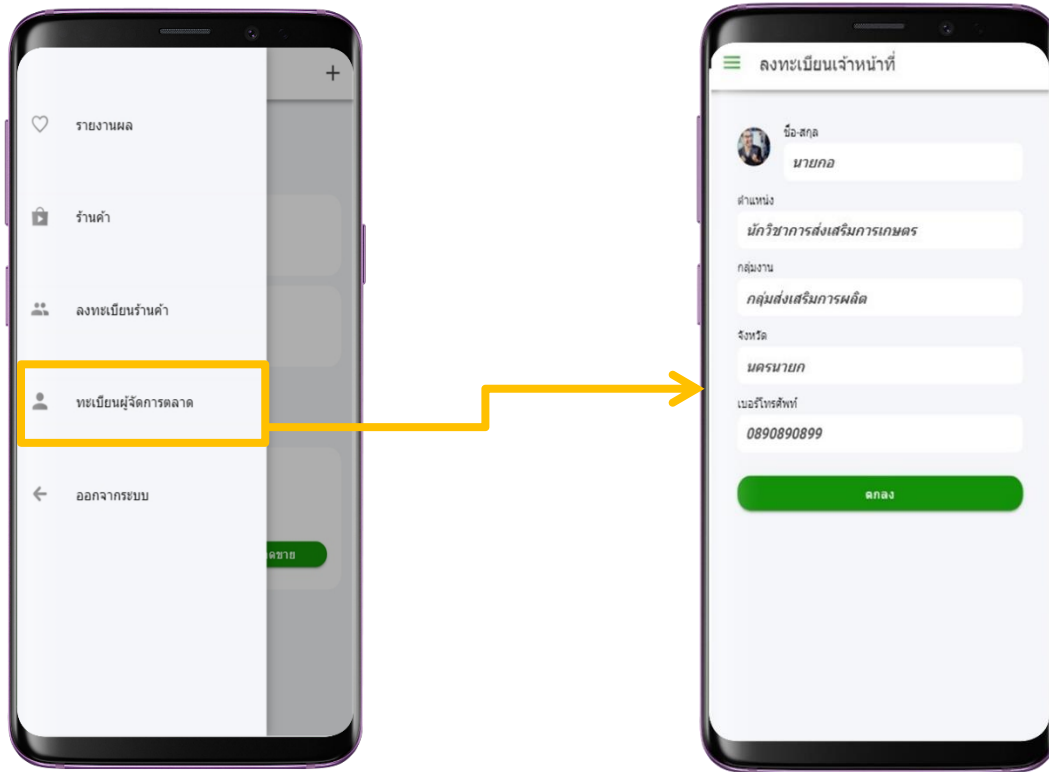 +
รายงานผล
ร้านค้า
ลงทะเบียนร้านค้า
ทะเบียนผู้จัดการตลาด
ออกจากระบบ
ดขาย
ลงทะเบียนเจ้าหน้าที่
ชื่อ-สกุล
นายกอ
ตำแหน่ง
นักวิชาการส่งเสริมการเกษตร
กลุ่มงาน
กลุ่มส่งเสริมการผลิต
จังหวัด
นครนายก
เบอร์โทรศัพท์
0890890899
ตกลง